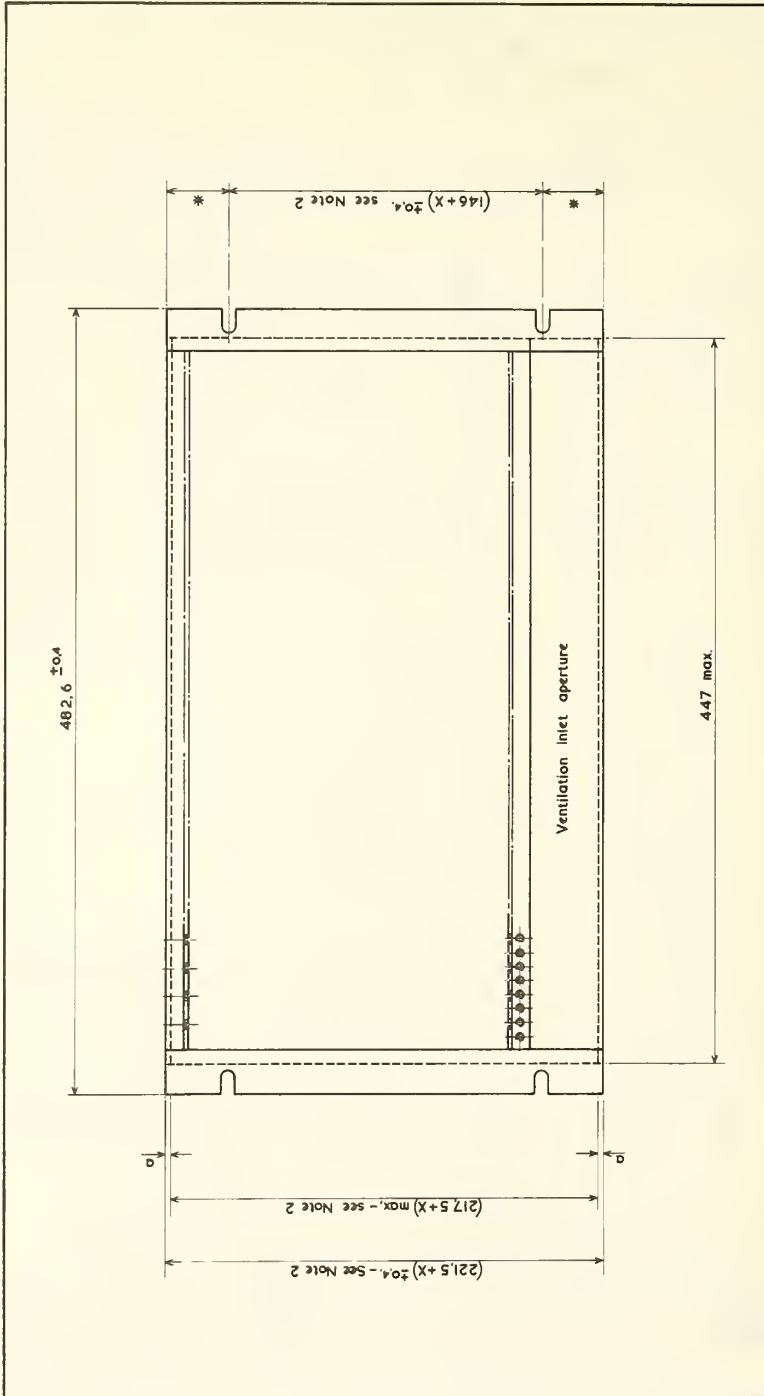 482,6 ±0,4
*
(146+X) ±0,4. see Note 2
*
Ventilation inlet aperture
447 max.
a
a
(217,5+X) max,- see Note 2
(221,5+X) ±0,4.- See Note 2